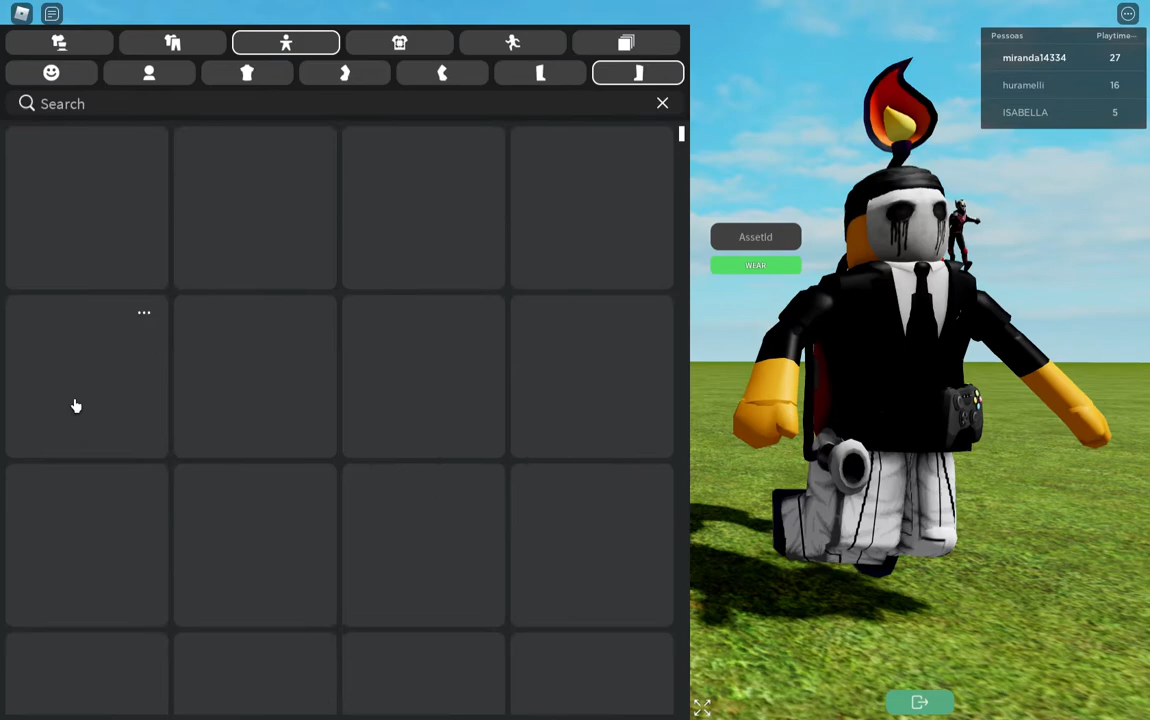 Pessoas Playtime...
miranda14334 27
huramelli 16
ISABELLA 5
Search
AssetId
WEAR